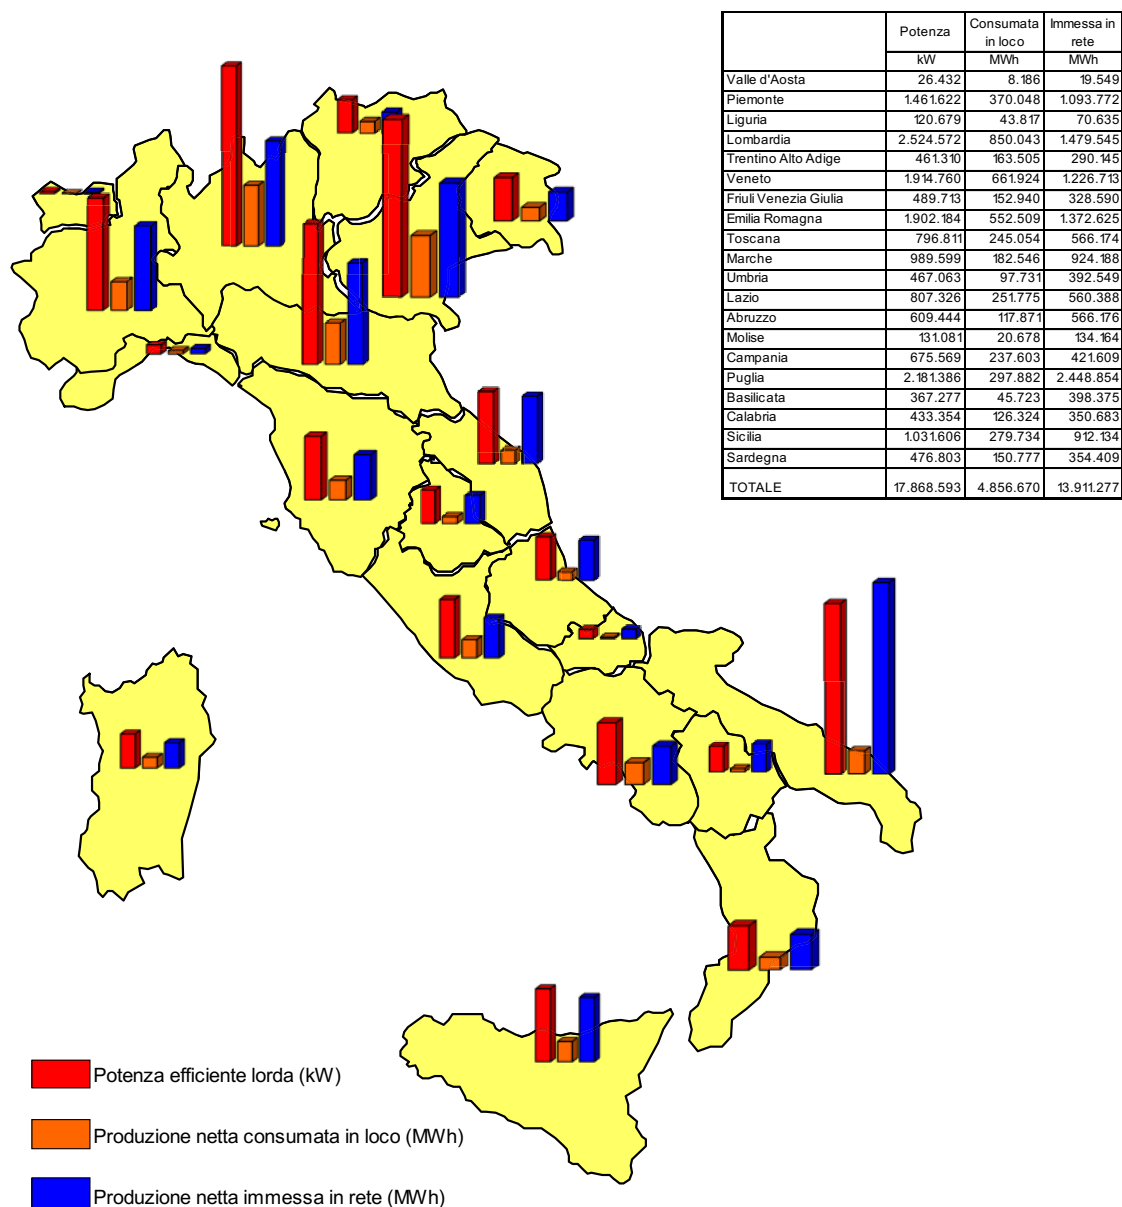 Potenza Consumata in loco Immessa in rete
kW MWh MWh
Valle d'Aosta 26.432 8.186 19.549
Piemonte 1.461.622 370.048 1.093.772
Liguria 120.679 43.817 70.635
Lombardia 2.524.572 850.043 1.479.545
Trentino Alto Adige 461.310 163.505 290.145
Veneto 1.914.760 661.924 1.226.713
Friuli Venezia Giulia 489.713 152.940 328.590
Emilia Romagna 1.902.184 552.509 1.372.625
Toscana 796.811 245.054 566.174
Marche 989.599 182.546 924.188
Umbria 467.063 97.731 392.549
Lazio 807.326 251.775 560.388
Abruzzo 609.444 117.871 566.176
Molise 131.081 20.678 134.164
Campania 675.569 237.603 421.609
Puglia 2.181.386 297.882 2.448.854
Basilicata 367.277 45.723 398.375
Calabria 433.354 126.324 350.683
Sicilia 1.031.606 279.734 912.134
Sardegna 476.803 150.777 354.409
TOTALE 17.868.593 4.856.670 13.911.277
Potenza efficiente lorda (kW)
Produzione netta consumata in loco (MWh)
Produzione netta immessa in rete (MWh)